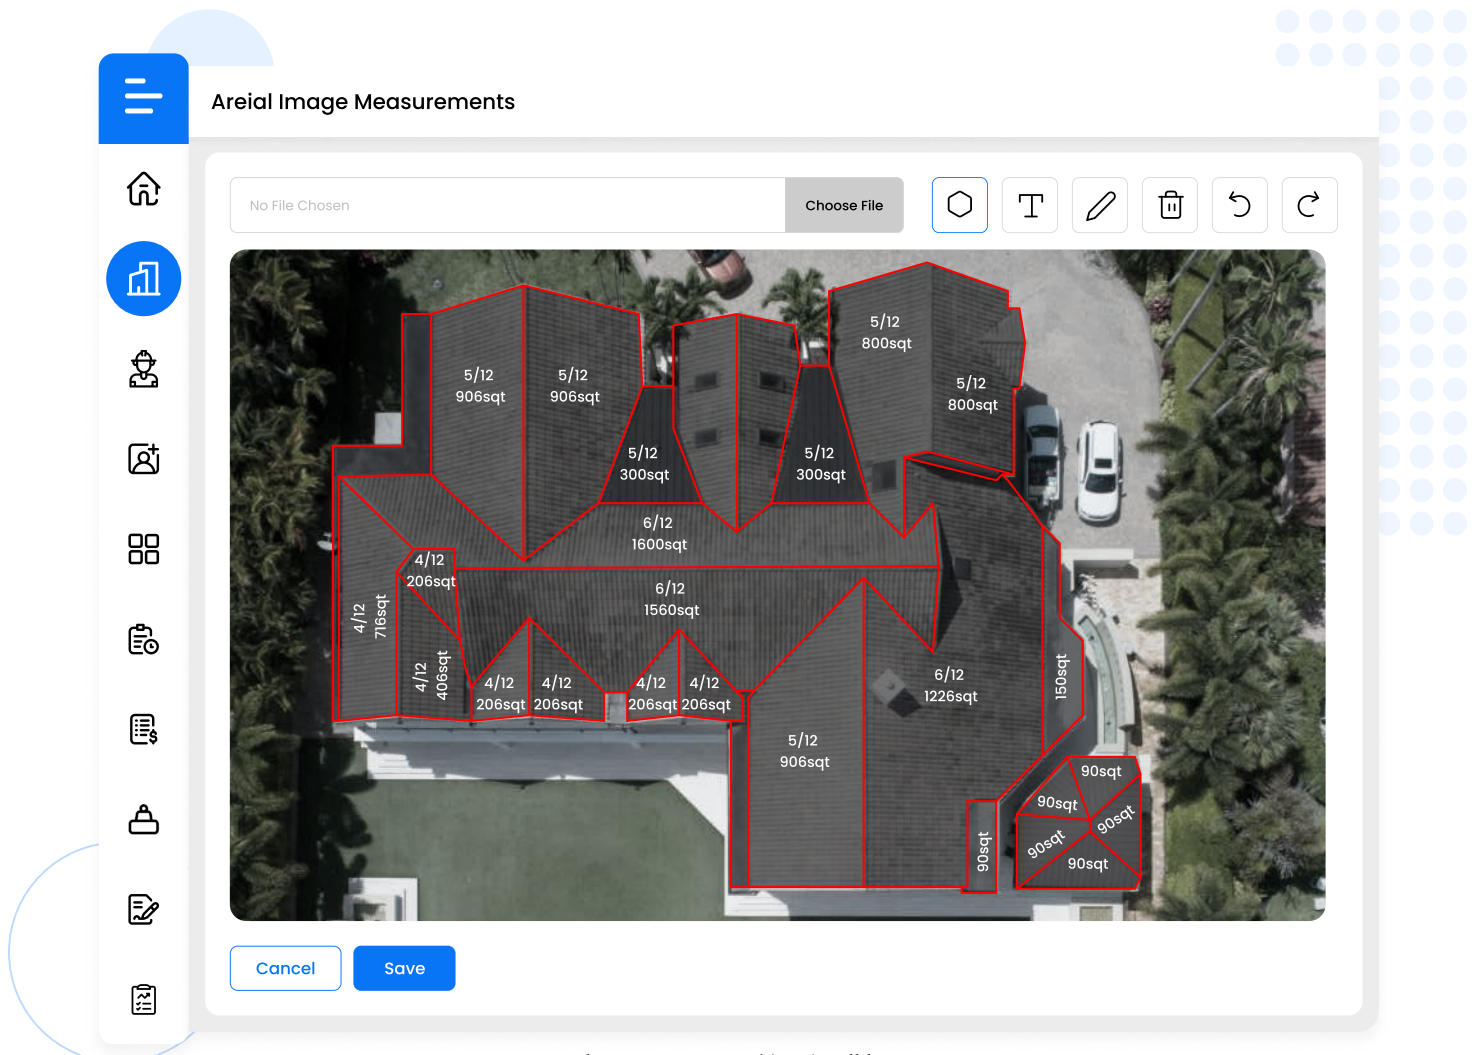 Areial Image Measurements
No File Chosen
Choose File
T
5/12
906sqt
5/12
906sqt
5/12
300sqt
5/12
300sqt
5/12
800sqt
5/12
800sqt
6/12
1600sqt
4/12
206sqt
6/12
1560sqt
4/12
716sqt
4/12
406sqt
4/12
206sqt
4/12
206sqt
4/12
206sqt
4/12
206sqt
6/12
1226sqt
150sqt
5/12
906sqt
90sqt
90sqt
90sqt
90sqt
90sqt
90sqt
Cancel
Save